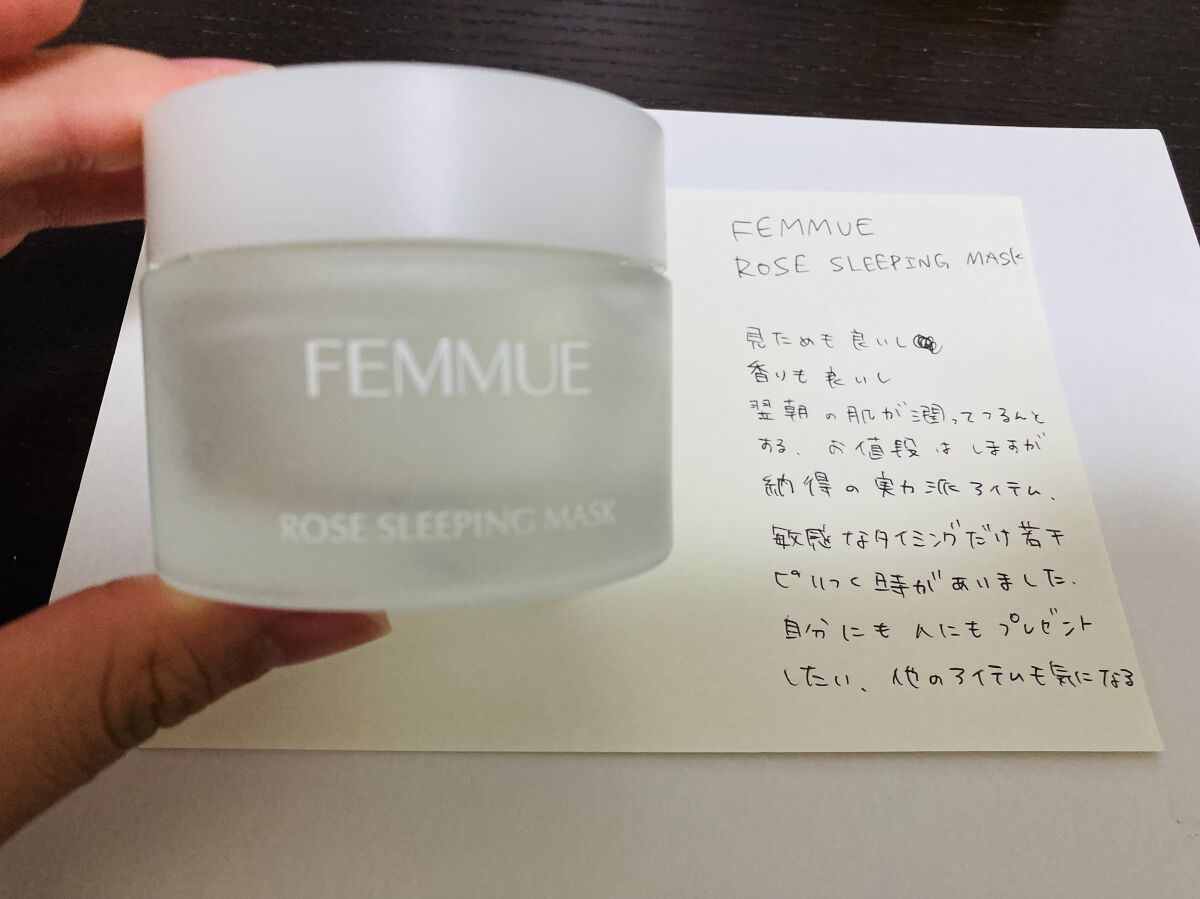 FEMMUE
ROSE SLEEPING MASK
FEMMUE
ROSE SLEEPING MASK
見ためも良いし
香りも良いし
翌朝の肌が潤ってつるんと
する、お値段はしますが
納得の実力派アイテム、
敏感なタイミングだけ若干
ピリつく時がありました、
自分にも人にもプレゼント
したい、他のアイテムも気になる